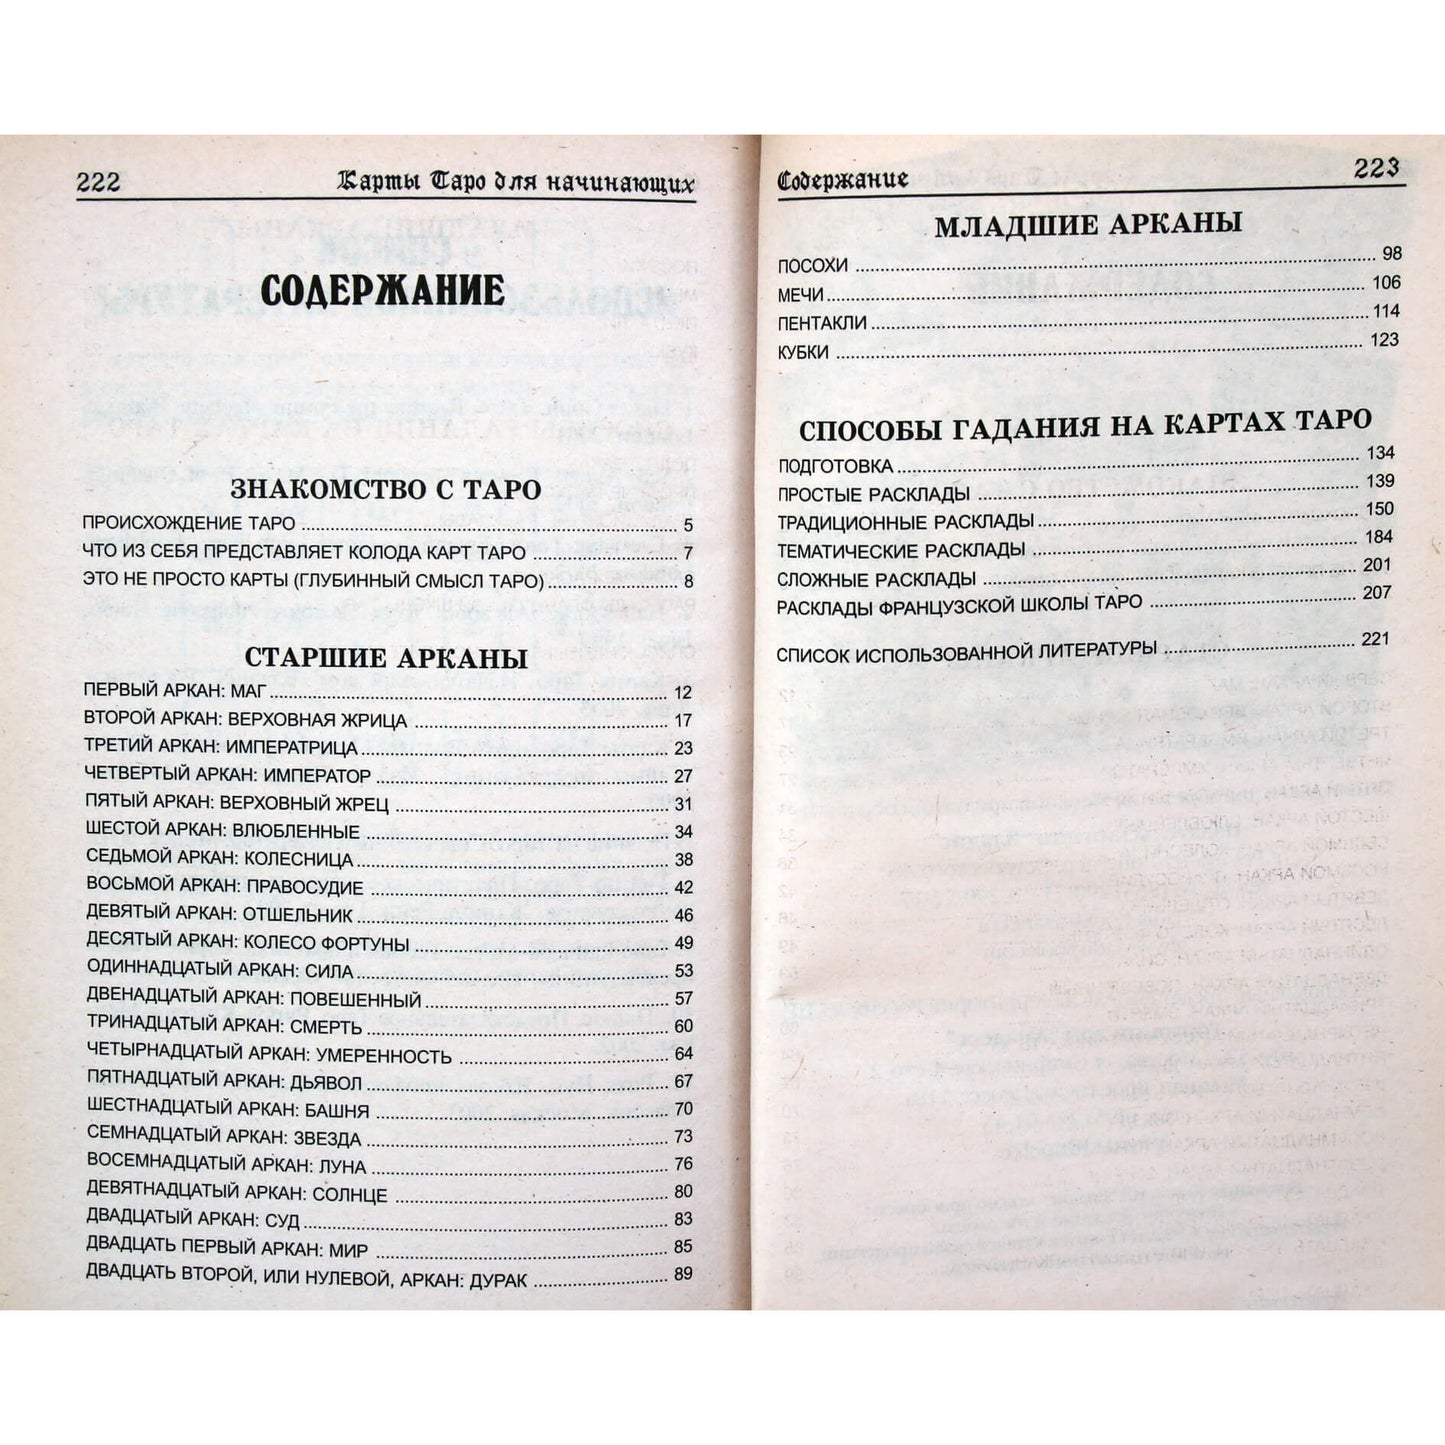 222 Карты Таро для начинающих
СОДЕРЖАНИЕ
ЗНАКОМСТВО С ТАРО
ПРОИСХОЖДЕНИЕ ТАРО 5
ЧТО ИЗ СЕБЯ ПРЕДСТАВЛЯЕТ КОЛОДА КАРТ ТАРО 7
ЭТО НЕ ПРОСТО КАРТЫ (ГЛУБИННЫЙ СМЫСЛ ТАРО) 8
СТАРШИЕ АРКАНЫ
ПЕРВЫЙ АРКАН: МАГ 12
ВТОРОЙ АРКАН: ВЕРХОВНАЯ ЖРИЦА 17
ТРЕТИЙ АРКАН: ИМПЕРАТРИЦА 23
ЧЕТВЕРТЫЙ АРКАН: ИМПЕРАТОР 27
ПЯТЫЙ АРКАН: ВЕРХОВНЫЙ ЖРЕЦ 31
ШЕСТОЙ АРКАН: ВЛЮБЛЕННЫЕ 34
СЕДЬМОЙ АРКАН: КОЛЕСНИЦА 38
ВОСЬМОЙ АРКАН: ПРАВОСУДИЕ 42
ДЕВЯТЫЙ АРКАН: ОТШЕЛЬНИК 46
ДЕСЯТЫЙ АРКАН: КОЛЕСО ФОРТУНЫ 49
ОДИННАДЦАТЫЙ АРКАН: СИЛА 53
ДВЕНАДЦАТЫЙ АРКАН: ПОВЕШЕННЫЙ 57
ТРИНАДЦАТЫЙ АРКАН: СМЕРТЬ 60
ЧЕТЫРНАДЦАТЫЙ АРКАН: УМЕРЕННОСТЬ 64
ПЯТНАДЦАТЫЙ АРКАН: ДЬЯВОЛ 67
ШЕСТНАДЦАТЫЙ АРКАН: БАШНЯ 70
СЕМНАДЦАТЫЙ АРКАН: ЗВЕЗДА 73
ВОСЕМНАДЦАТЫЙ АРКАН: ЛУНА 76
ДЕВЯТНАДЦАТЫЙ АРКАН: СОЛНЦЕ 80
ДВАДЦАТЫЙ АРКАН: СУД 83
ДВАДЦАТЬ ПЕРВЫЙ АРКАН: МИР 85
ДВАДЦАТЬ ВТОРОЙ, ИЛИ НУЛЕВОЙ, АРКАН: ДУРАК 89
Содержание 223
МЛАДШИЕ АРКАНЫ
ПОСОХИ 98
МЕЧИ 106
ПЕНТАКЛИ 114
КУБКИ 123
СПОСОБЫ ГАДАНИЯ НА КАРТАХ ТАРО
ПОДГОТОВКА 134
ПРОСТЫЕ РАСКЛАДЫ 139
ТРАДИЦИОННЫЕ РАСКЛАДЫ 150
ТЕМАТИЧЕСКИЕ РАСКЛАДЫ 184
СЛОЖНЫЕ РАСКЛАДЫ 201
РАСКЛАДЫ ФРАНЦУЗСКОЙ ШКОЛЫ ТАРО 207
СПИСОК ИСПОЛЬЗОВАННОЙ ЛИТЕРАТУРЫ 221